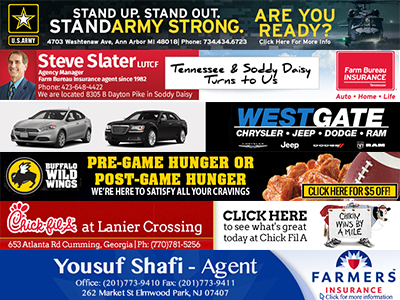 STAND UP. STAND OUT.
STANDARMY STRONG.
U.S.ARMY
4703 Washtenaw Ave, Ann Arbor MI 48018| Phone: 734.434.6723
ARE YOU
READY?
Click Here For More Info
Steve Slater LUTCF
Agency Manager
Farm Bureau Insurance agent since 1982
Phone: 423-648-4422
We are located 8305 B Dayton Pike in Soddy Daisy
Tennessee & Soddy Daisy
Turns to Us
Farm Bureau
INSURANCE
Auto • Home • Life
WESTGATE
CHRYSLER • JEEP • DODGE • RAM
CHRYSLER
Jeep
DODGE
RAM
BUFFALO
WILD
WINGS
PRE-GAME HUNGER OR
POST-GAME HUNGER
WE'RE HERE TO SATISFY ALL YOUR CRAVINGS
CLICK HERE FOR $5 OFF!
Chick-fil-A at Lanier Crossing
653 Atlanta Rd Cumming, Georgia | Ph: (770)781-5256
CLICK HERE
to see what's great
today at Chick Fil A
CHIKIN
WINS BY
A MILE
Yousuf Shafi - Agent
Office: (201)773-9410 Fax: (201)773-9411
262 Market St Elmwood Park, NJ 07407
FARMERS
INSURANCE
Click for more information